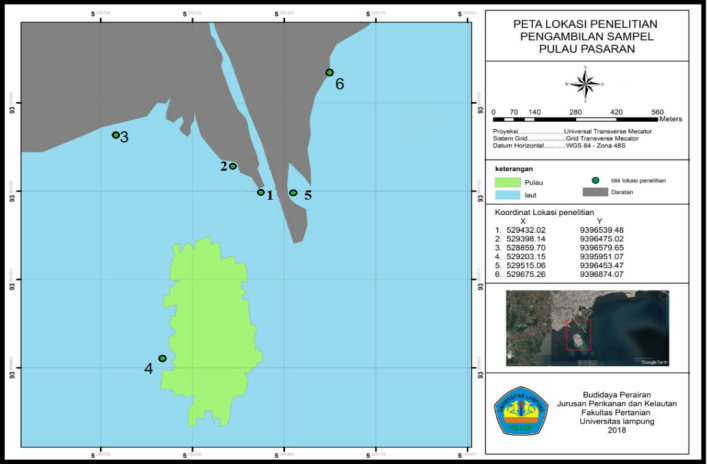 PETA LOKASI PENELITIAN
PENGAMBILAN SAMPEL
PULAU PASARAN
0 70 140 280 420 560
Meters
Proyeksi....................Universal Transverse Mecator
Sistem Grid.................Grid Transverse Mecator
Datum Horizontal..........WGS 84 - Zona 48S
keterangan
Pulau
titik lokasi penelitian
laut
Daratan
Koordinat Lokasi penelitian
X Y
1. 529432.02 9396539.48
2. 529398.14 9396475.02
3. 528859.70 9396579.65
4. 529203.15 9395951.07
5. 529515.06 9396453.47
6. 529675.26 9396874.07
Google Earth
UNIVERSITAS LAMPUNG
Budidaya Perairan
Jurusan Perikanan dan Kelautan
Fakultas Pertanian
Universitas lampung
2018
6
3
2
1
5
4